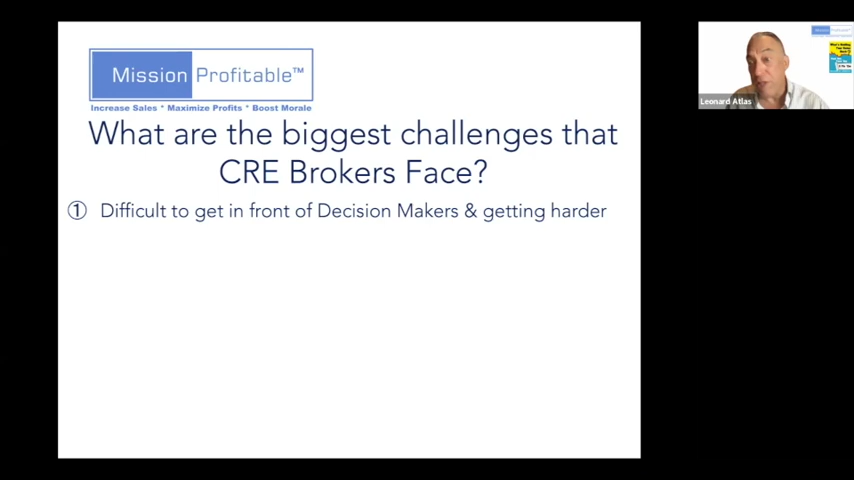 Mission Profitable™
Increase Sales * Maximize Profits * Boost Morale
What are the biggest challenges that
CRE Brokers Face?
① Difficult to get in front of Decision Makers & getting harder
Leonard Atlas